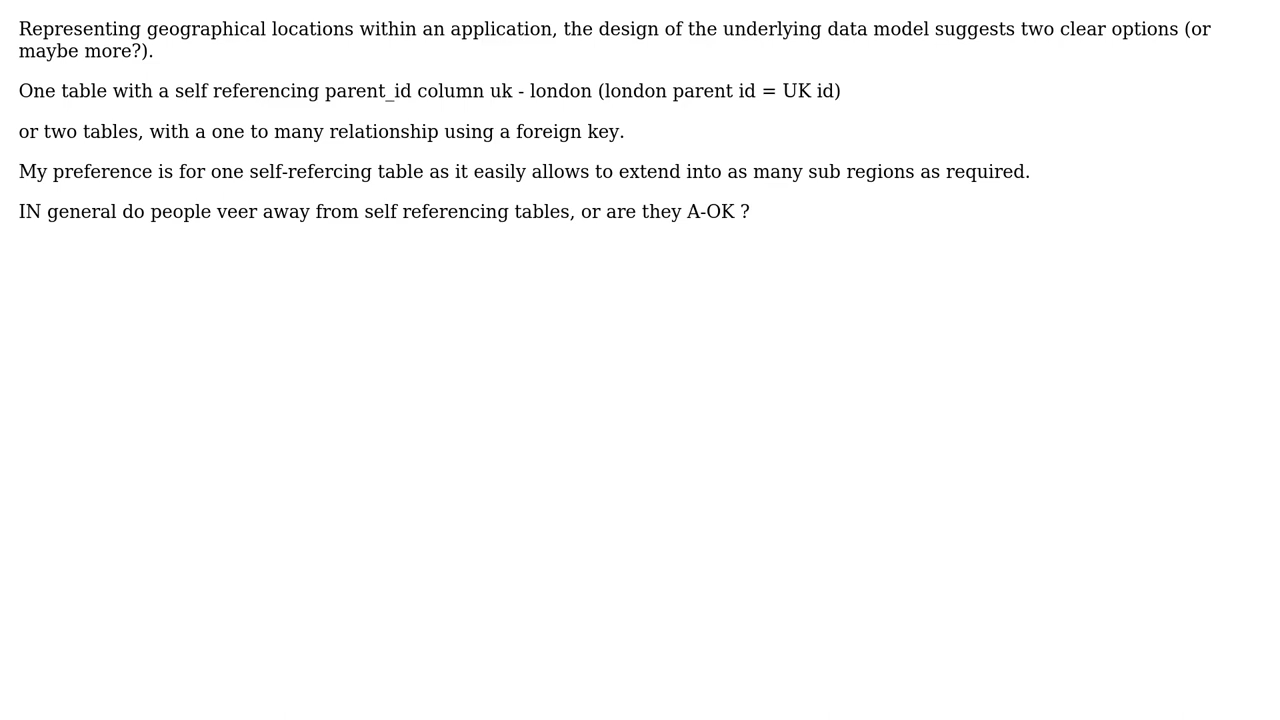 Representing geographical locations within an application, the design of the underlying data model suggests two clear options (or
maybe more?).
One table with a self referencing parent_id column uk - london (london parent id = UK id)
or two tables, with a one to many relationship using a foreign key.
My preference is for one self-refercing table as it easily allows to extend into as many sub regions as required.
IN general do people veer away from self referencing tables, or are they A-OK ?